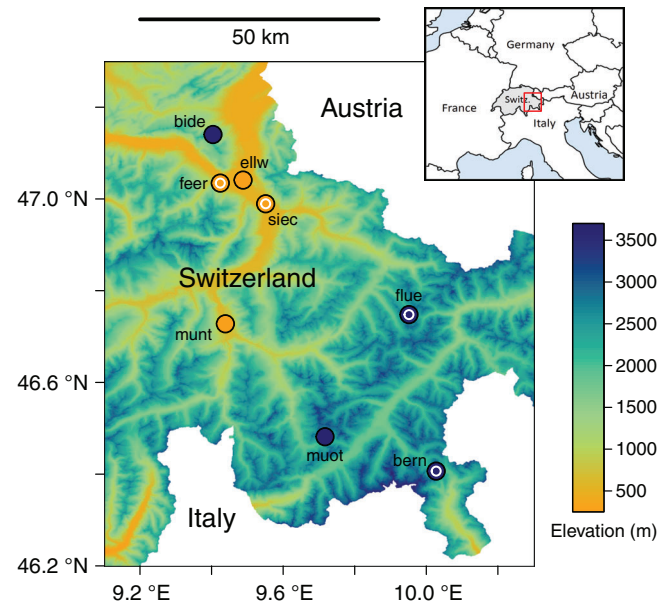 50 km
Germany
France
Switz.
Austria
Italy
Austria
bide
ellw
feer
47.0 °N
siec
Switzerland
flue
munt
46.6 °N
muot
bern
Italy
46.2 °N
9.2 °E
9.6 °E
10.0 °E
3500
3000
2500
2000
1500
1000
500
Elevation (m)